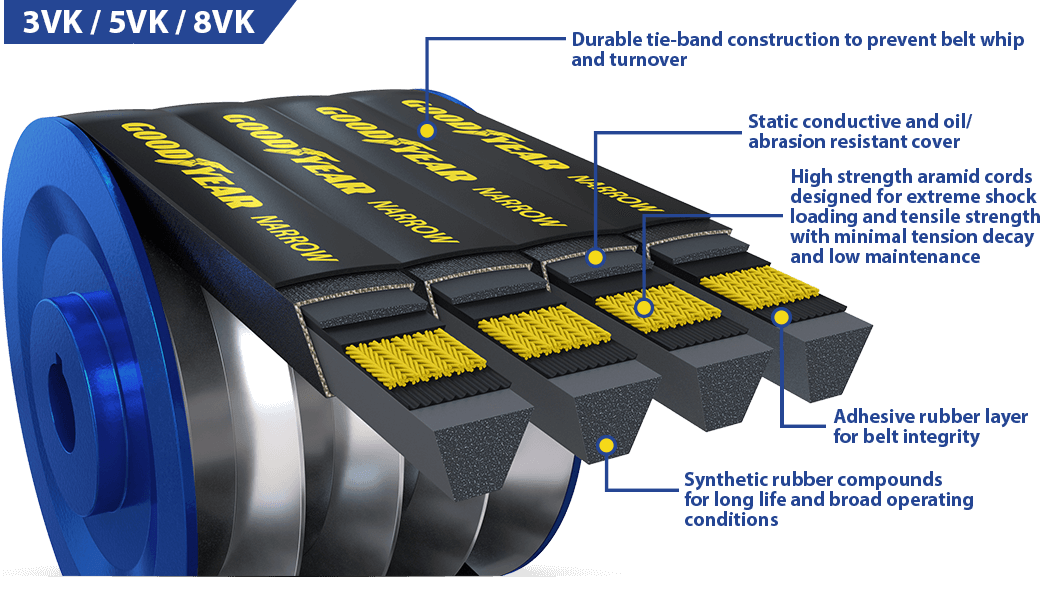 3VK / 5VK / 8VK
Durable tie-band construction to prevent belt whip
and turnover
Static conductive and oil/
abrasion resistant cover
High strength aramid cords
designed for extreme shock
loading and tensile strength
with minimal tension decay
and low maintenance
GOODYEAR NARROW
GOODYEAR NARROW
GOODYEAR NARROW
GOODYEAR NARROW
Adhesive rubber layer
for belt integrity
Synthetic rubber compounds
for long life and broad operating
conditions